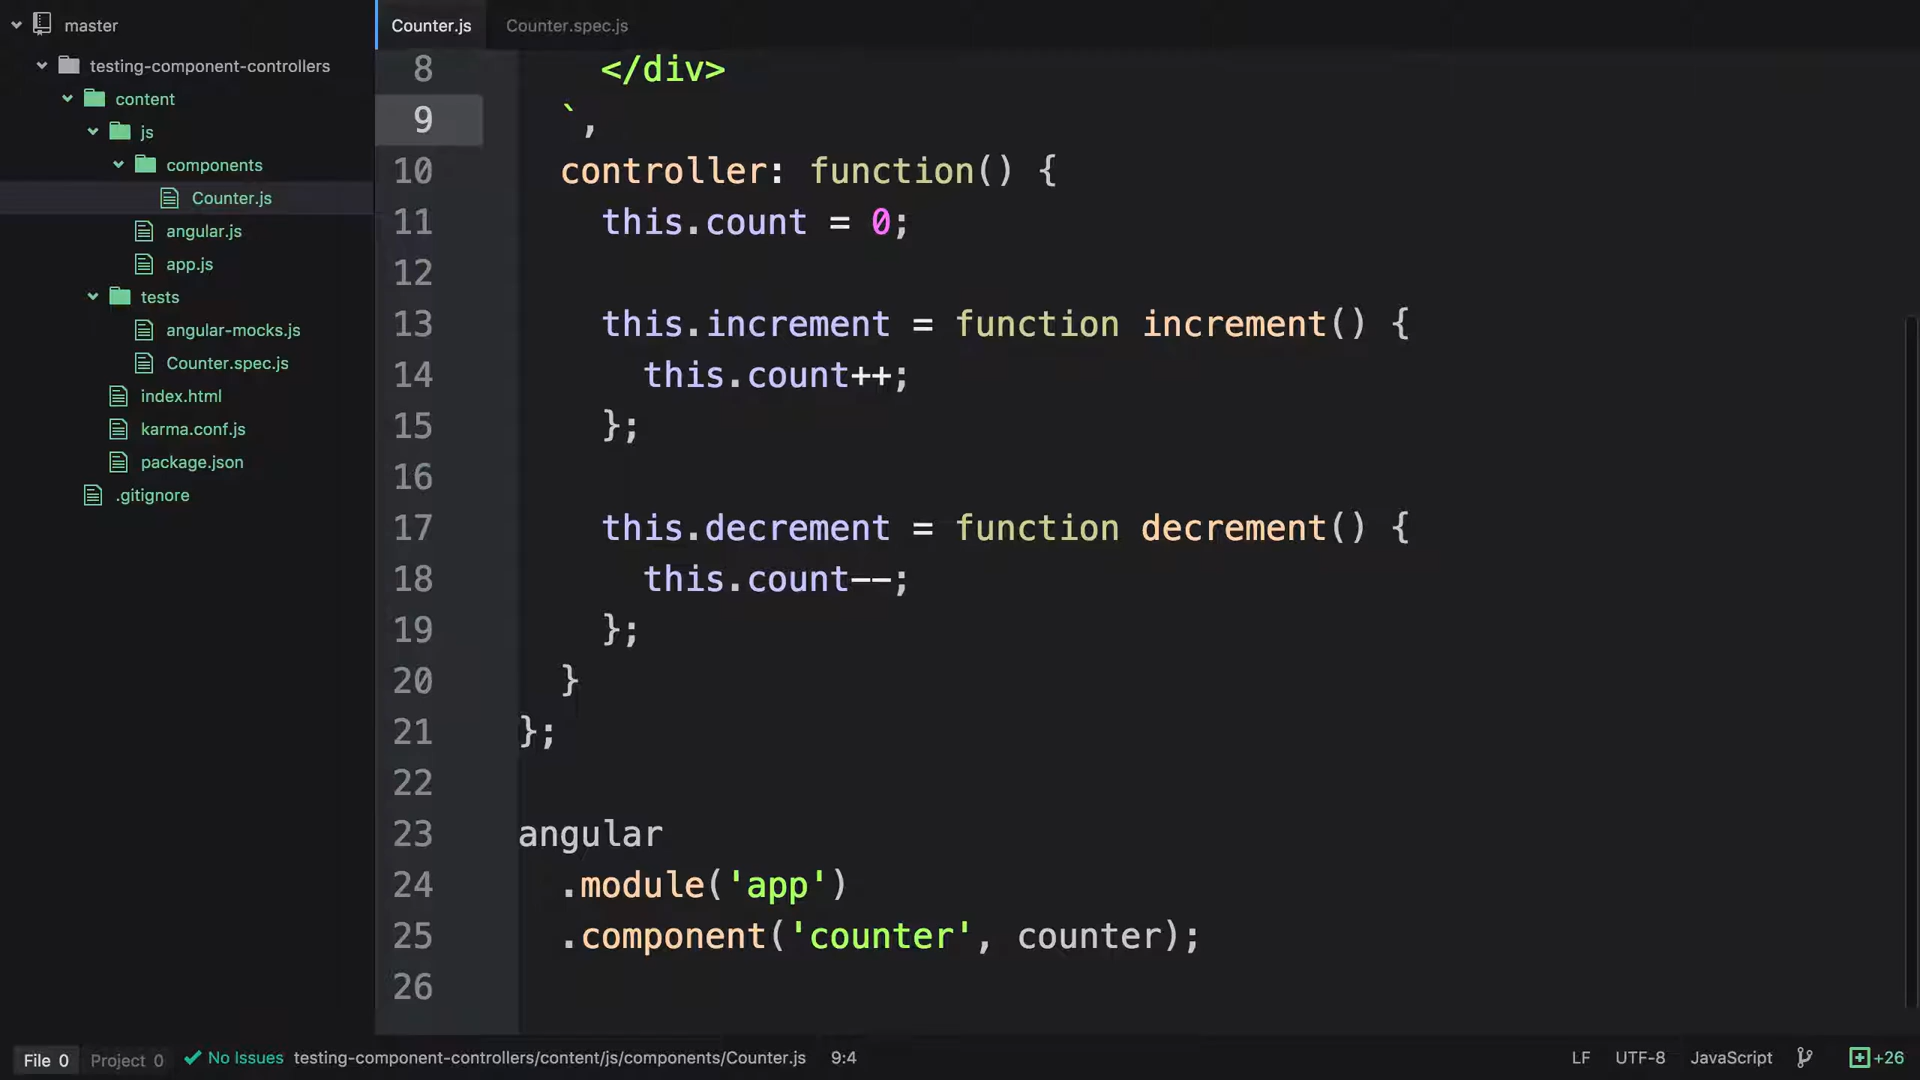 master
testing-component-controllers
content
js
components
Counter.js
angular.js
app.js
tests
angular-mocks.js
Counter.spec.js
index.html
karma.conf.js
package.json
.gitignore
Counter.js Counter.spec.js
8 </div>
9 `,
10 controller: function() {
11 this.count = 0;
12
13 this.increment = function increment() {
14 this.count++;
15 };
16
17 this.decrement = function decrement() {
18 this.count--;
19 };
20 }
21 };
22
23 angular
24 .module('app')
25 .component('counter', counter);
26
File 0 Project 0 No Issues testing-component-controllers/content/js/components/Counter.js 9:4 LF UTF-8 JavaScript +26